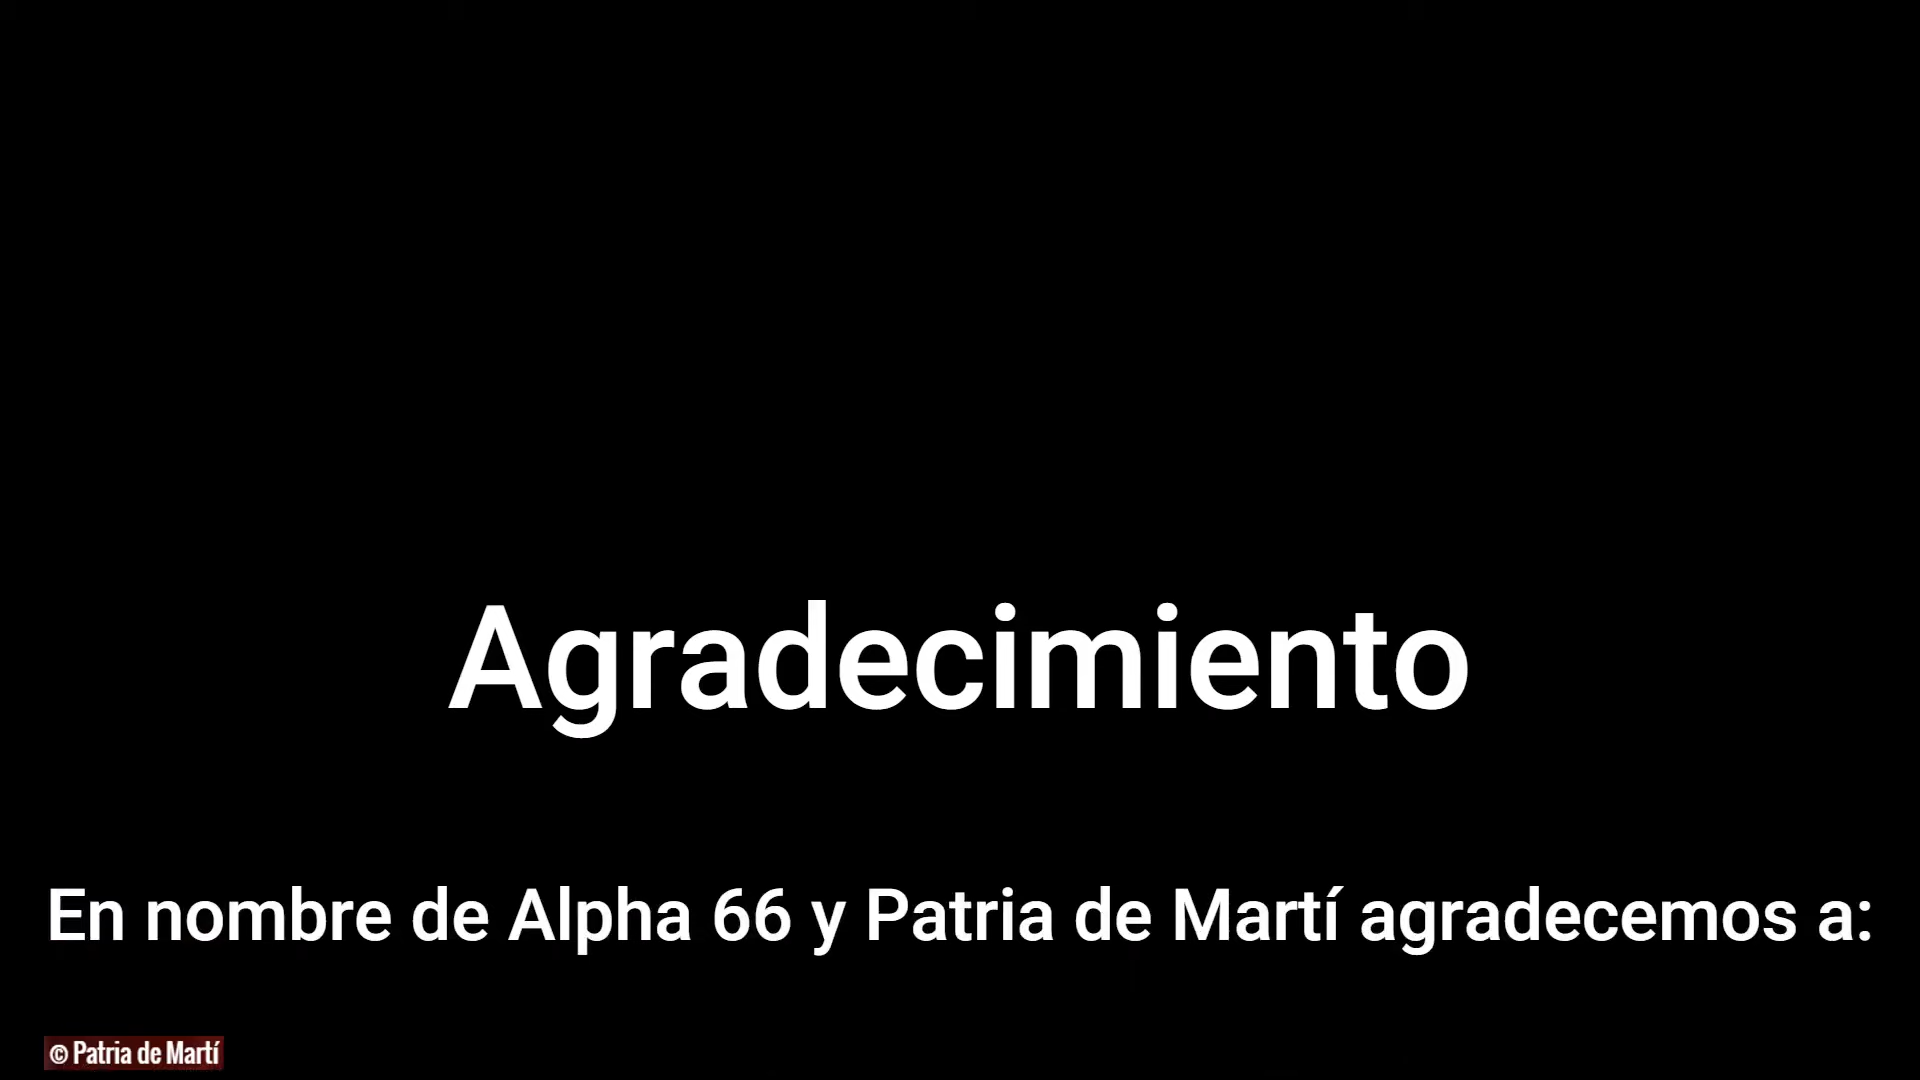 Agradecimiento
En nombre de Alpha 66 y Patria de Martí agradecemos a:
© Patria de Martí